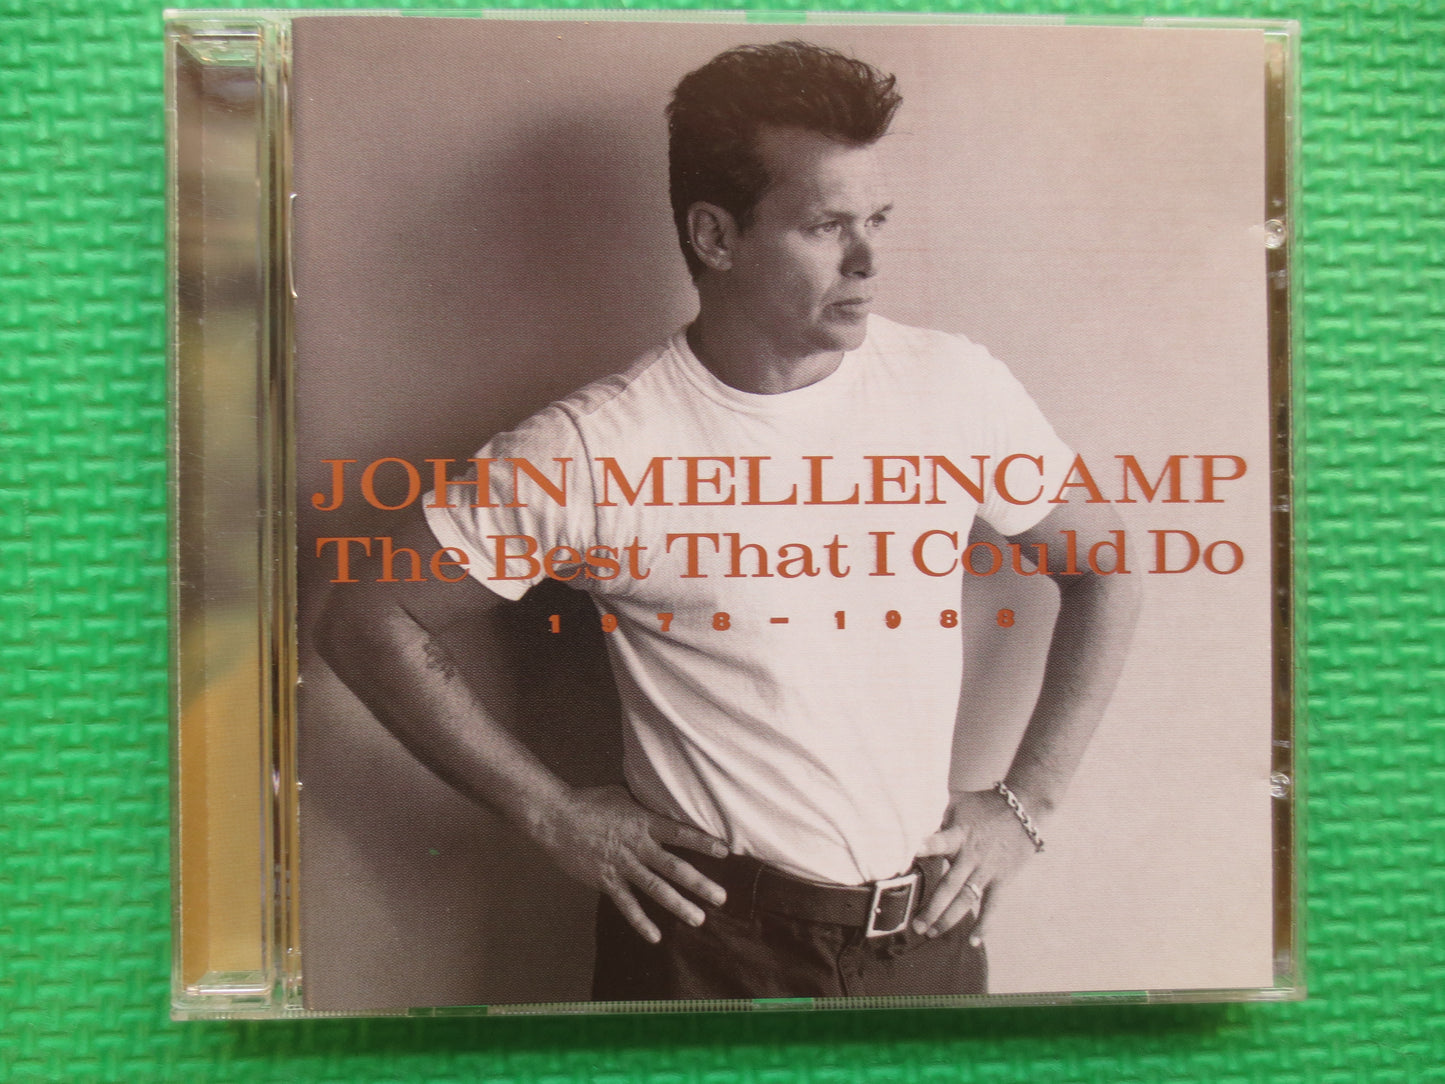 JOHN MELLENCAMP
The Best That I Could Do
1978-1988